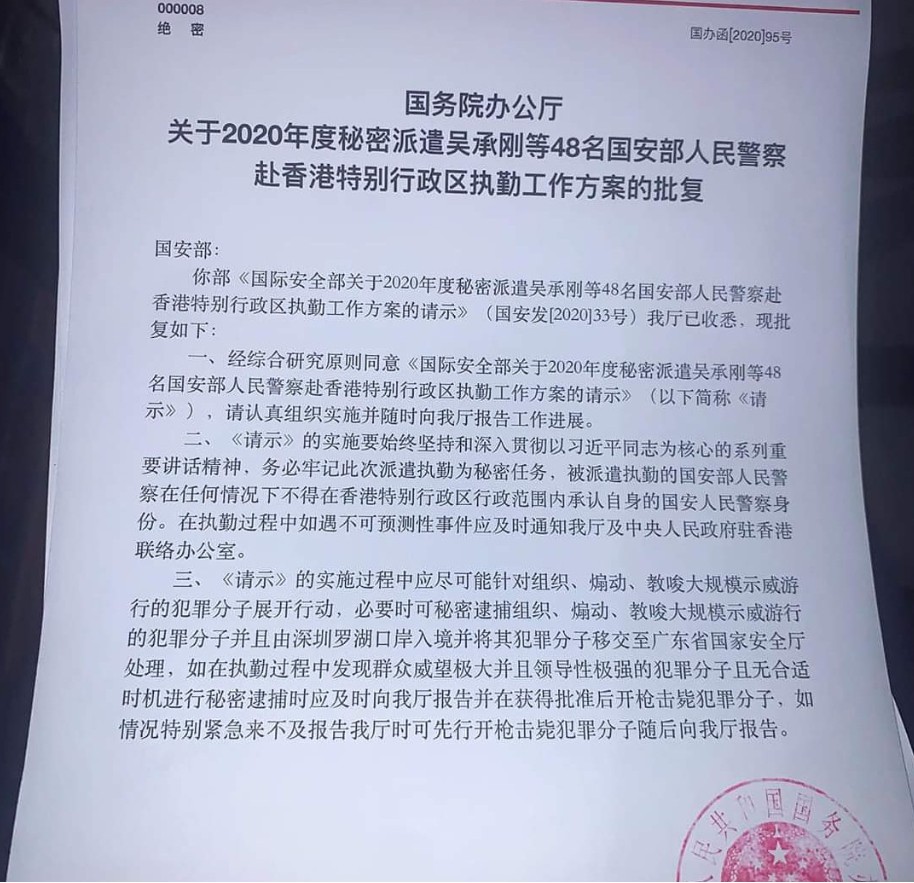 000008
绝 密
国办函[2020]95号
国务院办公厅
关于2020年度秘密派遣吴承刚等48名国安部人民警察
赴香港特别行政区执勤工作方案的批复
国安部：
你部《国际安全部关于2020年度秘密派遣吴承刚等48名国安部人民警察赴
香港特别行政区执勤工作方案的请示》（国安发[2020]33号）我厅已收悉，现批
复如下：
一、经综合研究原则同意《国际安全部关于2020年度秘密派遣吴承刚等48
名国安部人民警察赴香港特别行政区执勤工作方案的请示》（以下简称《请
示》），请认真组织实施并随时向我厅报告工作进展。
二、《请示》的实施要始终坚持和深入贯彻以习近平同志为核心的系列重
要讲话精神，务必牢记此次派遣执勤为秘密任务，被派遣执勤的国安部人民警
察在任何情况下不得在香港特别行政区行政范围内承认自身的国安人民警察身
份。在执勤过程中如遇不可预测性事件应及时通知我厅及中央人民政府驻香港
联络办公室。
三、《请示》的实施过程中应尽可能针对组织、煽动、教唆大规模示威游
行的犯罪分子展开行动，必要时可秘密逮捕组织、煽动、教唆大规模示威游行
的犯罪分子并且由深圳罗湖口岸入境并将其犯罪分子移交至广东省国家安全厅
处理，如在执勤过程中发现群众威望极大并且领导性极强的犯罪分子且无合适
时机进行秘密逮捕时应及时向我厅报告并在获得批准后开枪击毙犯罪分子，如
情况特别紧急来不及报告我厅时可先行开枪击毙犯罪分子随后向我厅报告。
民共和国国务院